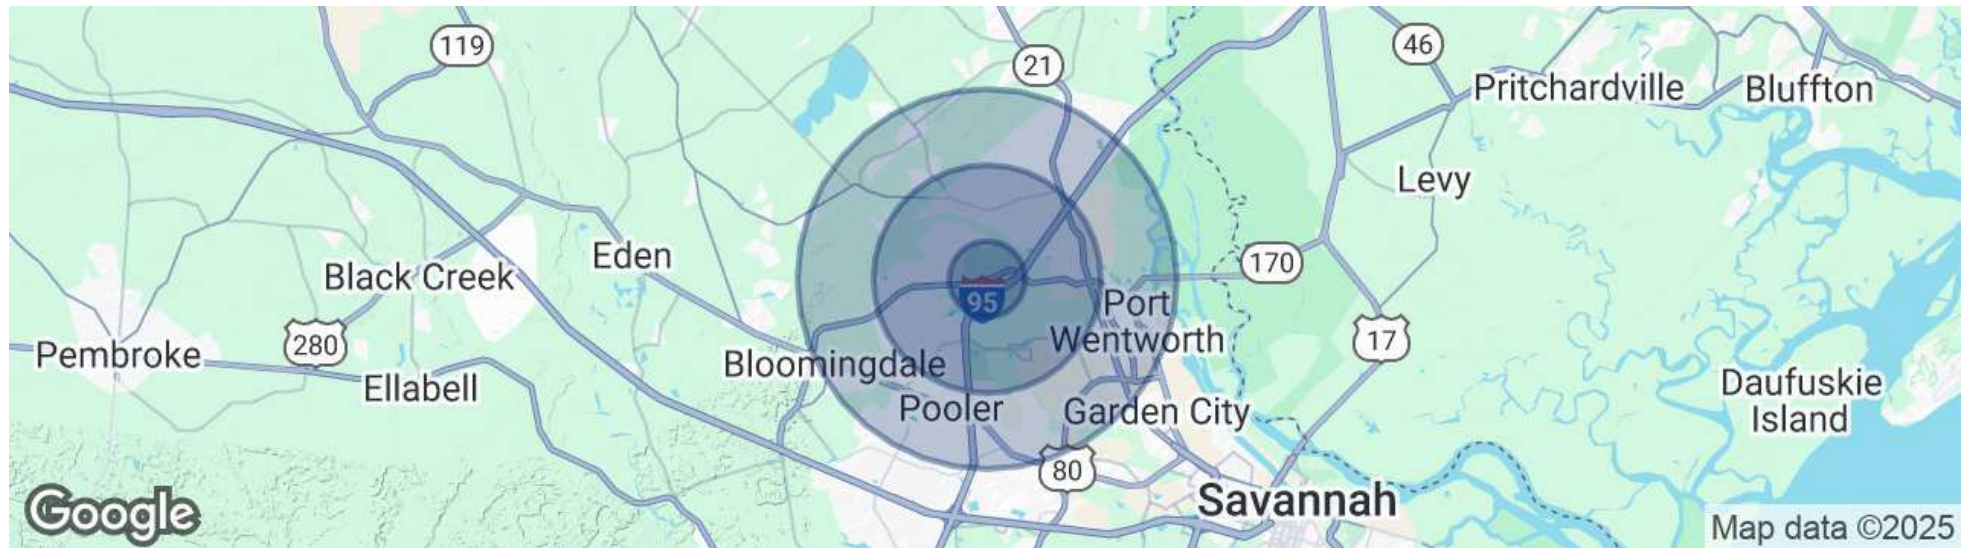 119
21
46
Pritchardville
Bluffton
Levy
Eden
170
Black Creek
95
Port
Wentworth
17
280
Pembroke
Bloomingdale
Ellabell
Daufuskie
Island
Pooler
Garden City
80
Savannah
Google
Map data ©2025